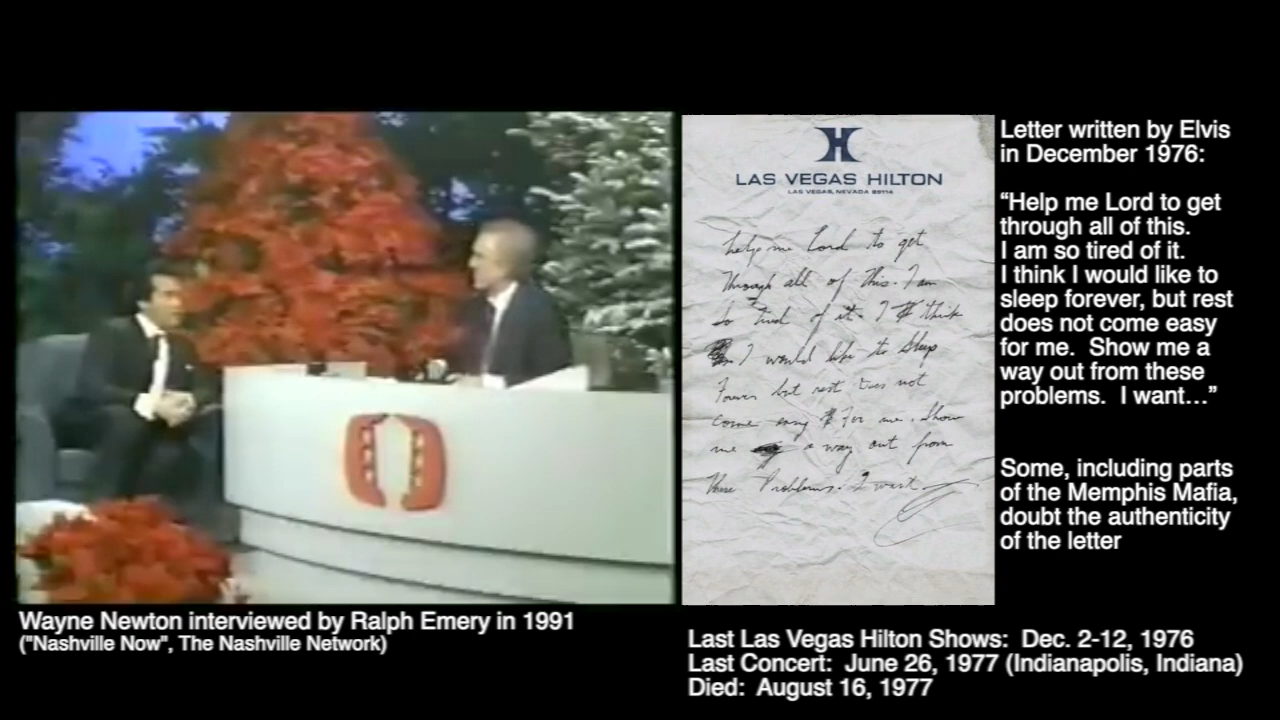 H
LAS VEGAS HILTON
LAS VEGAS, NEVADA 89114
help me Lord to get
through all of this. I am
so tired of it. I think
I would like to sleep
Forever but rest does not
come easy For me. Show
me a way out from
these Problems. I want
Letter written by Elvis
in December 1976:
“Help me Lord to get
through all of this.
I am so tired of it.
I think I would like to
sleep forever, but rest
does not come easy
for me.  Show me a
way out from these
problems.  I want…”
Some, including parts
of the Memphis Mafia,
doubt the authenticity
of the letter
Wayne Newton interviewed by Ralph Emery in 1991
("Nashville Now", The Nashville Network)
Last Las Vegas Hilton Shows:  Dec. 2-12, 1976
Last Concert:  June 26, 1977 (Indianapolis, Indiana)
Died:  August 16, 1977